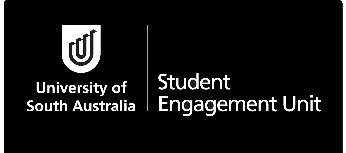 University of
South Australia
Student
Engagement Unit